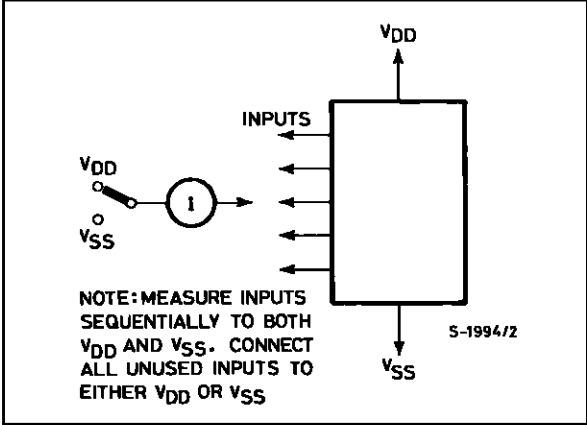 VDD
INPUTS
VDD
VSS
I
NOTE: MEASURE INPUTS
SEQUENTIALLY TO BOTH
VDD AND VSS. CONNECT
ALL UNUSED INPUTS TO
EITHER VDD OR VSS
S-1994/2
VSS